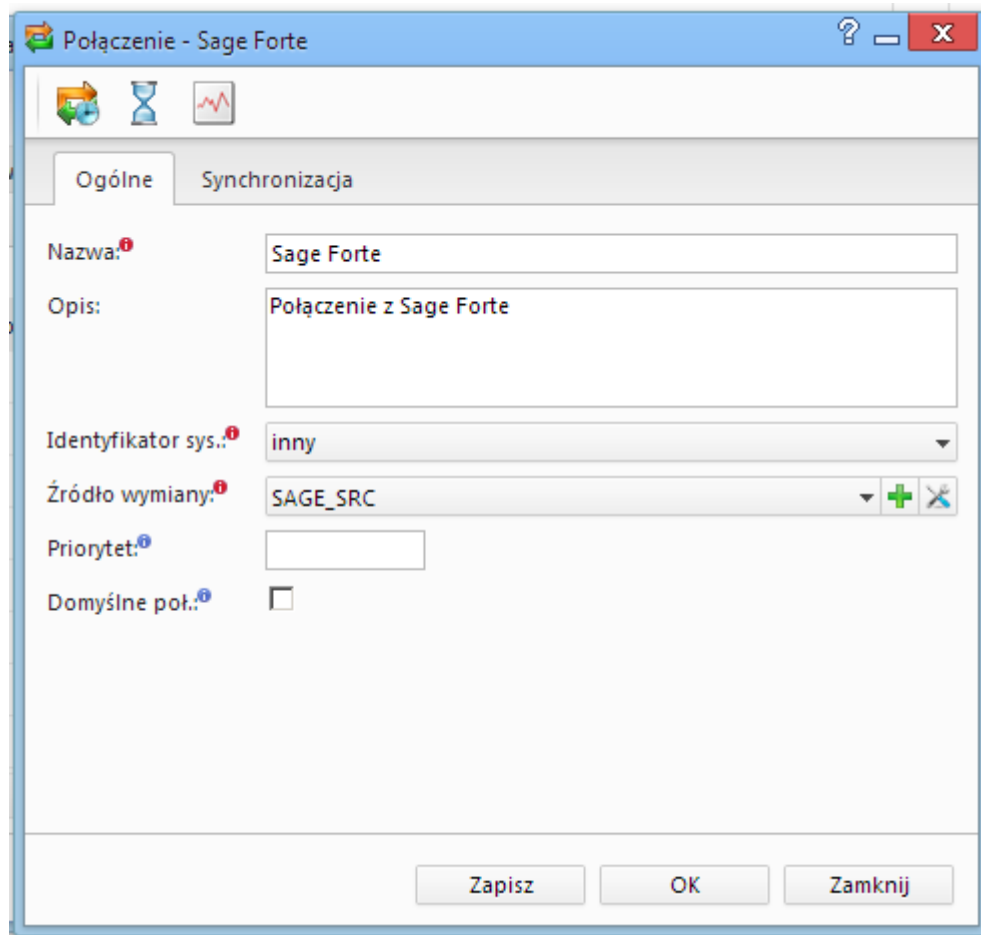 Połączenie - Sage Forte
Ogólne Synchronizacja
Nazwa: Sage Forte
Opis: Połączenie z Sage Forte
Identyfikator sys.: inny
Źródło wymiany: SAGE_SRC
Priorytet:
Domyślne poł.:
Zapisz OK Zamknij